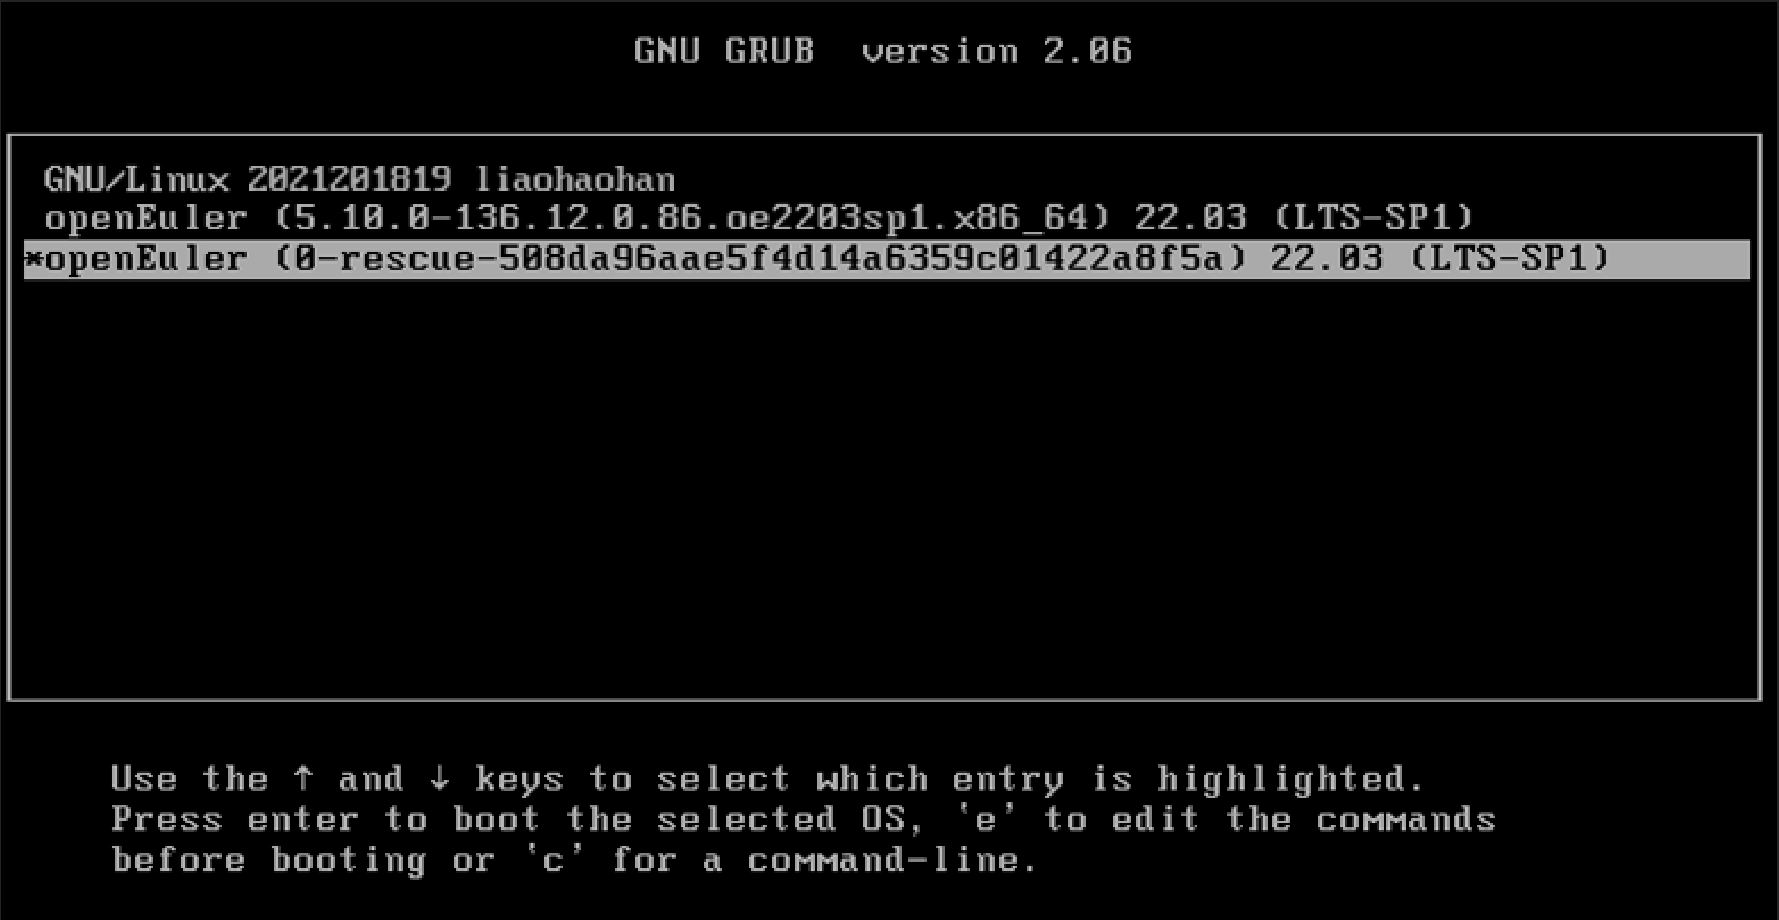 GNU GRUB  version 2.06
GNU/Linux 2021201819 liaohaohan
openEuler (5.10.0-136.12.0.86.oe2203sp1.x86_64) 22.03 (LTS-SP1)
*openEuler (0-rescue-508da96aae5f4d14a6359c01422a8f5a) 22.03 (LTS-SP1)
Use the ↑ and ↓ keys to select which entry is highlighted.
Press enter to boot the selected OS, `e' to edit the commands
before booting or `c' for a command-line.